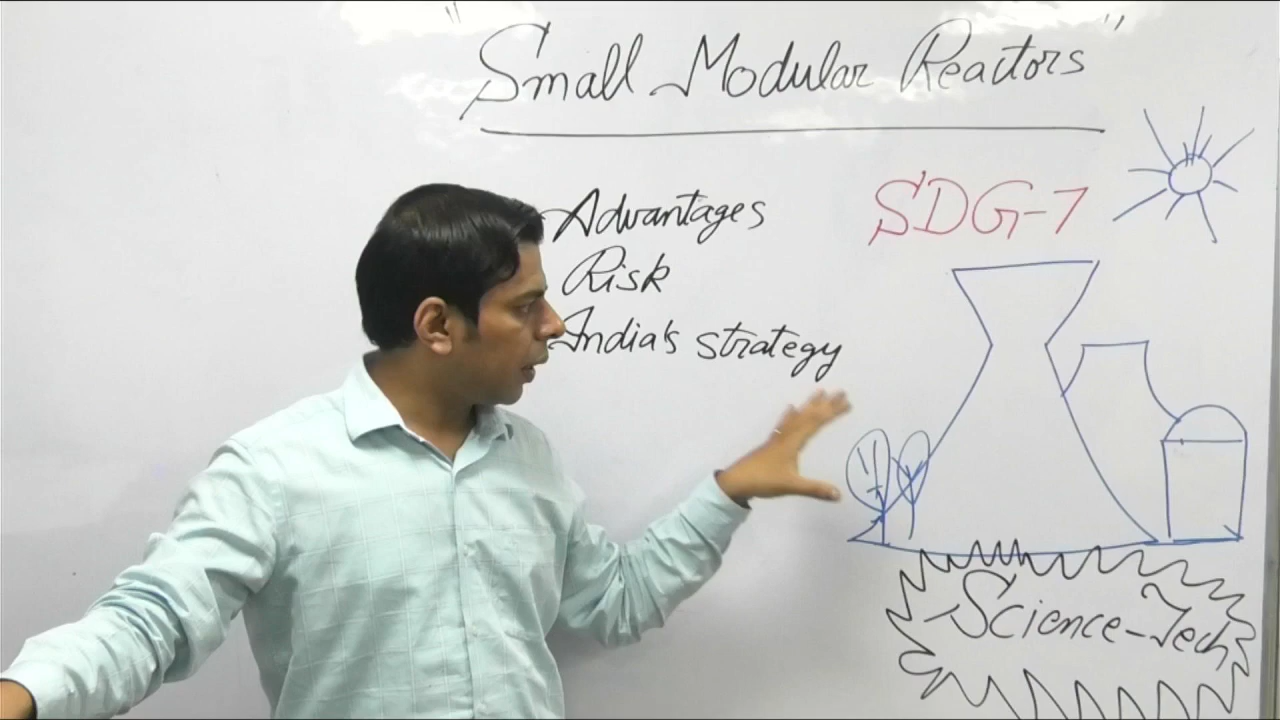 "Small Modular Reactors"
Advantages
Risk
India's strategy
SDG-7
Science-Tech